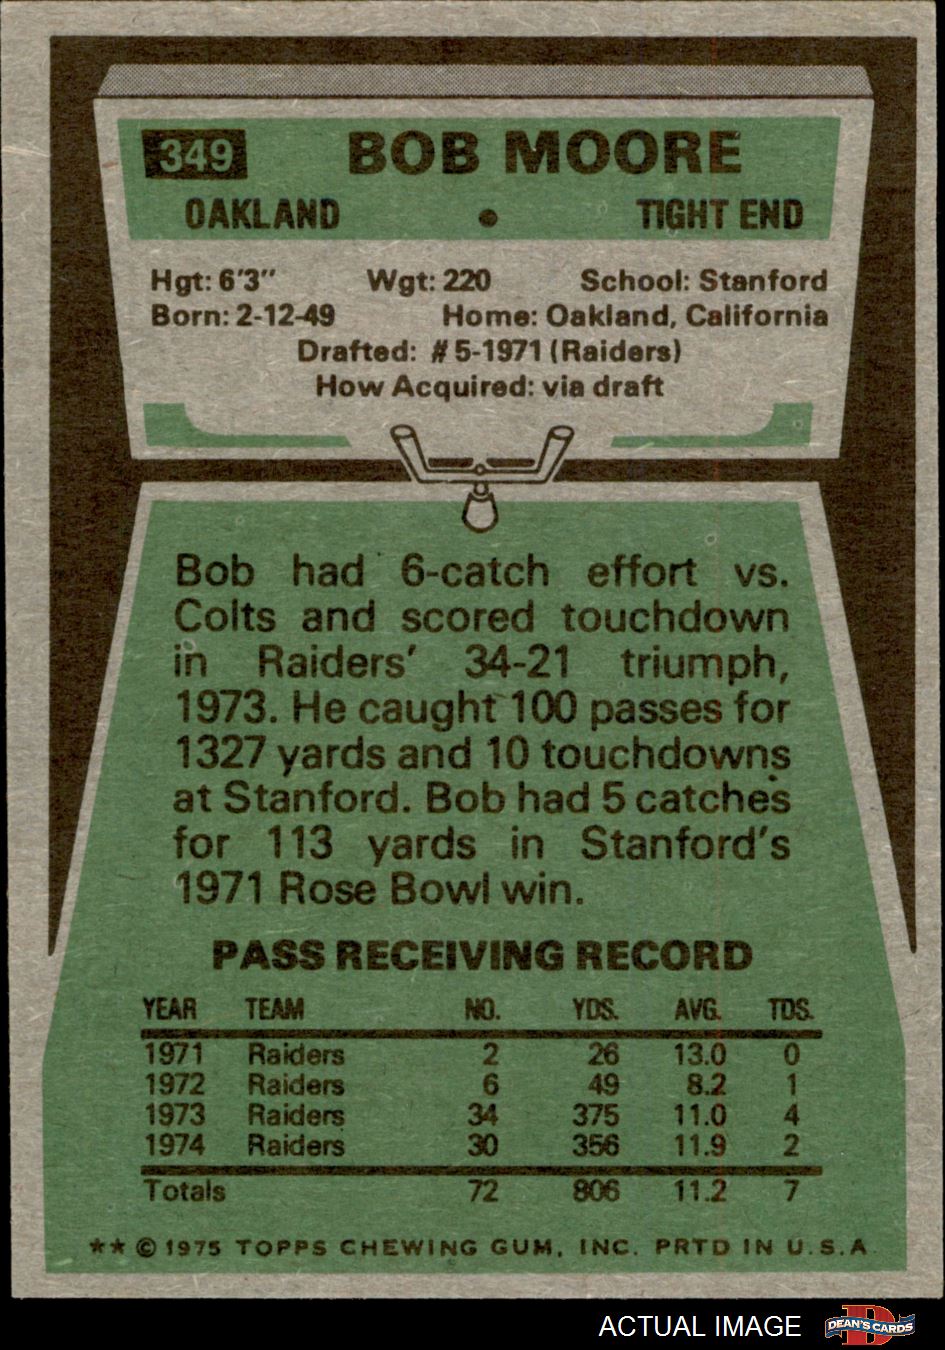 349 BOB MOORE
OAKLAND • TIGHT END
Hgt: 6'3" Wgt: 220 School: Stanford
Born: 2-12-49 Home: Oakland, California
Drafted: #5-1971 (Raiders)
How Acquired: via draft
Bob had 6-catch effort vs.
Colts and scored touchdown
in Raiders' 34-21 triumph,
1973. He caught 100 passes for
1327 yards and 10 touchdowns
at Stanford. Bob had 5 catches
for 113 yards in Stanford's
1971 Rose Bowl win.
PASS RECEIVING RECORD
YEAR TEAM NO. YDS. AVG. TDS.
1971 Raiders 2 26 13.0 0
1972 Raiders 6 49 8.2 1
1973 Raiders 34 375 11.0 4
1974 Raiders 30 356 11.9 2
Totals 72 806 11.2 7
★★ © 1975 TOPPS CHEWING GUM, INC. PRTD IN U.S.A
ACTUAL IMAGE D DEAN'S CARDS